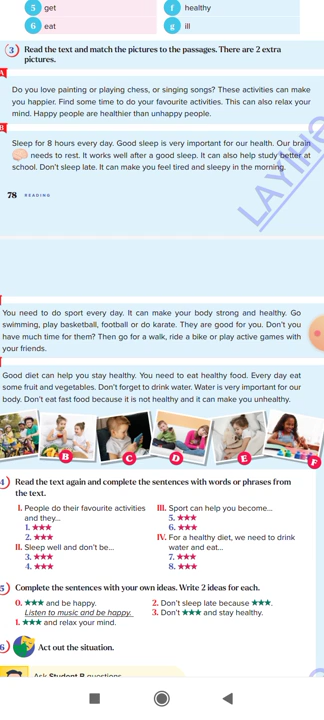 5 get f healthy
6 eat g ill
3 Read the text and match the pictures to the passages. There are 2 extra
pictures.
A
Do you love painting or playing chess, or singing songs? These activities can make
you happier. Find some time to do your favourite activities. This can also relax your
mind. Happy people are healthier than unhappy people.
B
Sleep for 8 hours every day. Good sleep is very important for our health. Our brain
needs to rest. It works well after a good sleep. It can also help study better at
school. Don't sleep late. It can make you feel tired and sleepy in the morning.
78 READING
LAYIHƏ
You need to do sport every day. It can make your body strong and healthy. Go
swimming, play basketball, football or do karate. They are good for you. Don't you
have much time for them? Then go for a walk, ride a bike or play active games with
your friends.
Good diet can help you stay healthy. You need to eat healthy food. Every day eat
some fruit and vegetables. Don't forget to drink water. Water is very important for our
body. Don't eat fast food because it is not healthy and it can make you unhealthy.
B C D E F
4 Read the text again and complete the sentences with words or phrases from
the text.
I. People do their favourite activities
and they...
1. ★★★
2. ★★★
II. Sleep well and don't be...
3. ★★★
4. ★★★
III. Sport can help you become...
5. ★★★
6. ★★★
IV. For a healthy diet, we need to drink
water and eat...
7. ★★★
8. ★★★
5 Complete the sentences with your own ideas. Write 2 ideas for each.
0. ★★★ and be happy.
Listen to music and be happy.
1. ★★★ and relax your mind.
2. Don't sleep late because ★★★.
3. Don't ★★★ and stay healthy.
6 Act out the situation.
Ask Student B questions